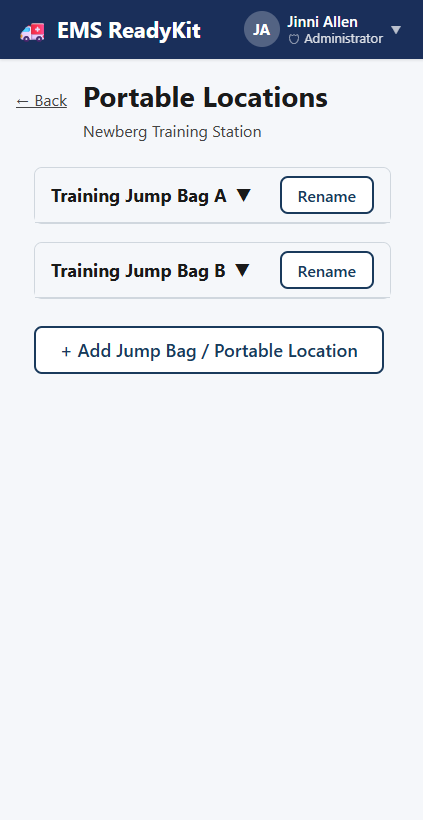 EMS ReadyKit
JA
Jinni Allen
Administrator
▼
← Back
Portable Locations
Newberg Training Station
Training Jump Bag A ▼
Rename
Training Jump Bag B ▼
Rename
+ Add Jump Bag / Portable Location